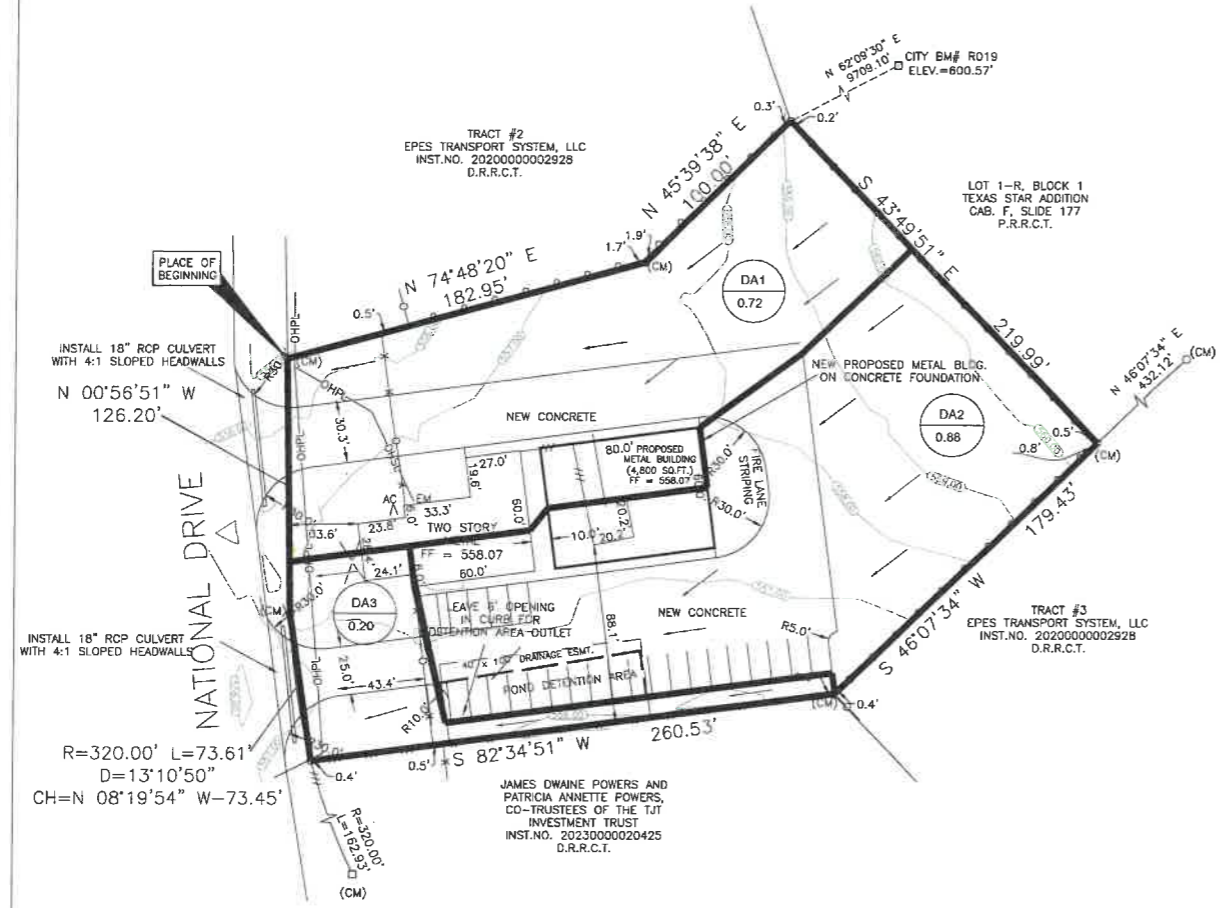 N 62°09'30" E
9709.10'
CITY BM# R019
ELEV.=600.57'
0.3'
0.2'
TRACT #2
EPES TRANSPORT SYSTEM, LLC
INST.NO. 20200000002928
D.R.R.C.T.
N 45°39'38" E
100.00'
S 43°49'51" E
219.99'
LOT 1-R, BLOCK 1
TEXAS STAR ADDITION
CAB. F, SLIDE 177
P.R.R.C.T.
PLACE OF
BEGINNING
1.9'
1.7'
(CM)
N 74°48'20" E
182.95'
DA1
0.72
0.5'
OHPL
(CM)
INSTALL 18" RCP CULVERT
WITH 4:1 SLOPED HEADWALLS
N 00°56'51" W
126.20'
N 46°07'34" E
432.12'
(CM)
NEW PROPOSED METAL BLDG.
ON CONCRETE FOUNDATION
NEW CONCRETE
30.3'
DA2
0.88
0.5'
0.8'
(CM)
80.0' PROPOSED
METAL BUILDING
(4,800 SQ.FT.)
FF = 558.07
27.0'
19.6'
R30.0'
FIRE LANE
STRIPING
R30.0'
AC
EM
33.3'
23.8'
60.0'
20.2'
10.0'
20.2'
TWO STORY
FF = 558.07
60.0'
24.1'
179.43'
S 46°07'34" W
NATIONAL DRIVE
R30.0'
(CM)
DA3
0.20
LEAVE 6' OPENING
IN CURB FOR
DETENTION AREA OUTLET
88.1'
NEW CONCRETE
R5.0'
TRACT #3
EPES TRANSPORT SYSTEM, LLC
INST.NO. 20200000002928
D.R.R.C.T.
INSTALL 18" RCP CULVERT
WITH 4:1 SLOPED HEADWALLS
OHPL
25.0'
43.4'
R10.0'
40' x 100' DRAINAGE ESMT.
POND DETENTION AREA
(CM)
0.4'
R=320.00' L=73.61'
D=13°10'50"
CH=N 08°19'54" W-73.45'
0.4'
0.5'
S 82°34'51" W
260.53'
JAMES DWAINE POWERS AND
PATRICIA ANNETTE POWERS,
CO-TRUSTEES OF THE TJT
INVESTMENT TRUST
INST.NO. 20230000020425
D.R.R.C.T.
R=320.00'
L=162.93'
(CM)